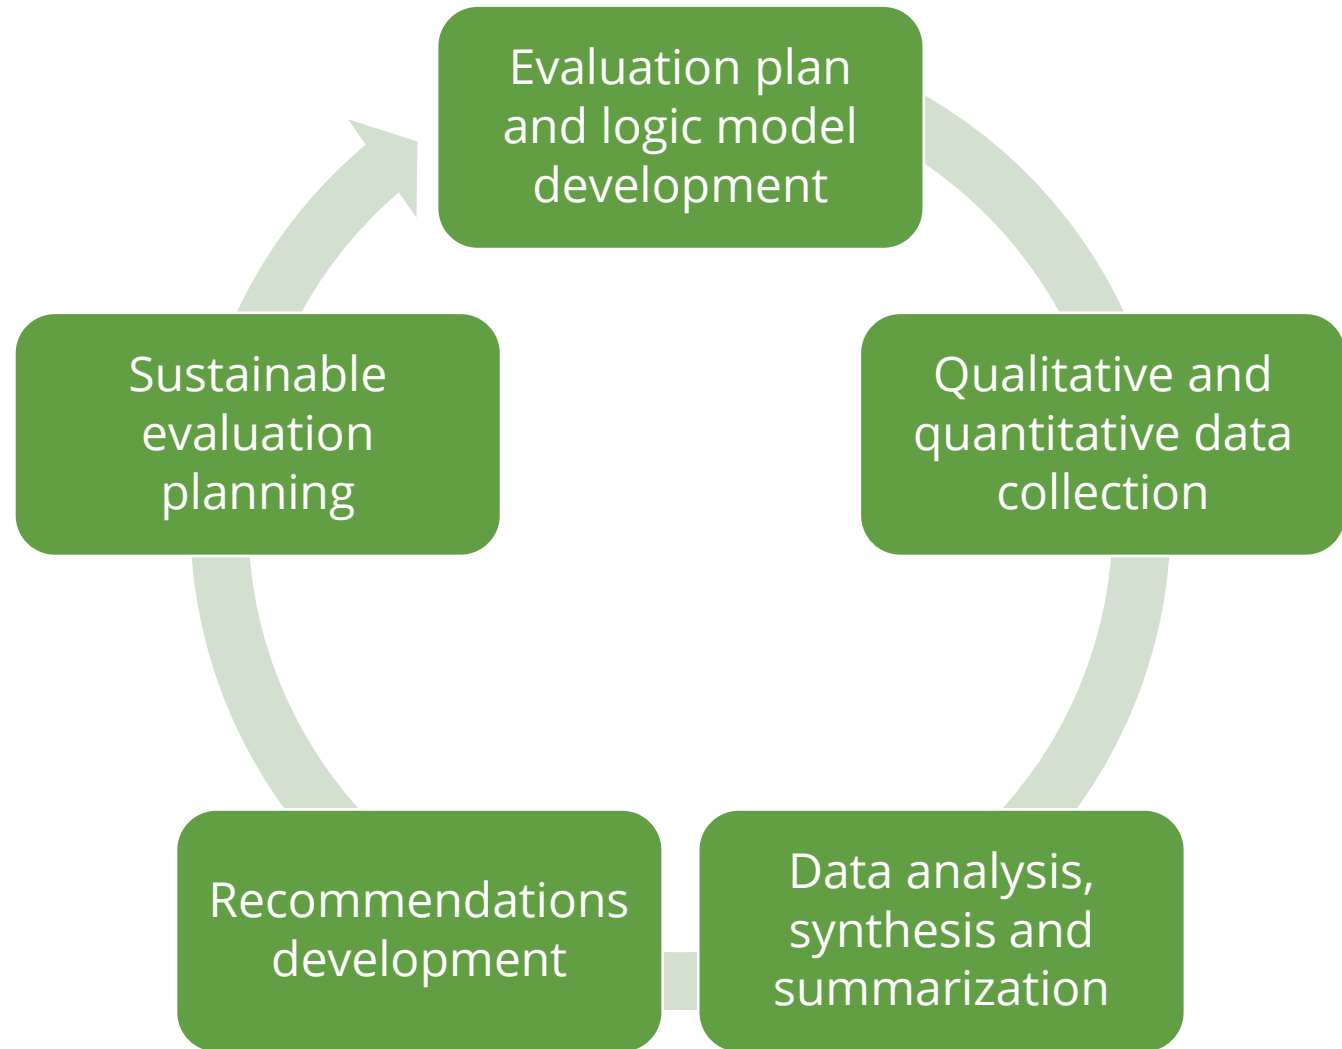 Evaluation plan
and logic model
development
Qualitative and
quantitative data
collection
Data analysis,
synthesis and
summarization
Recommendations
development
Sustainable
evaluation
planning